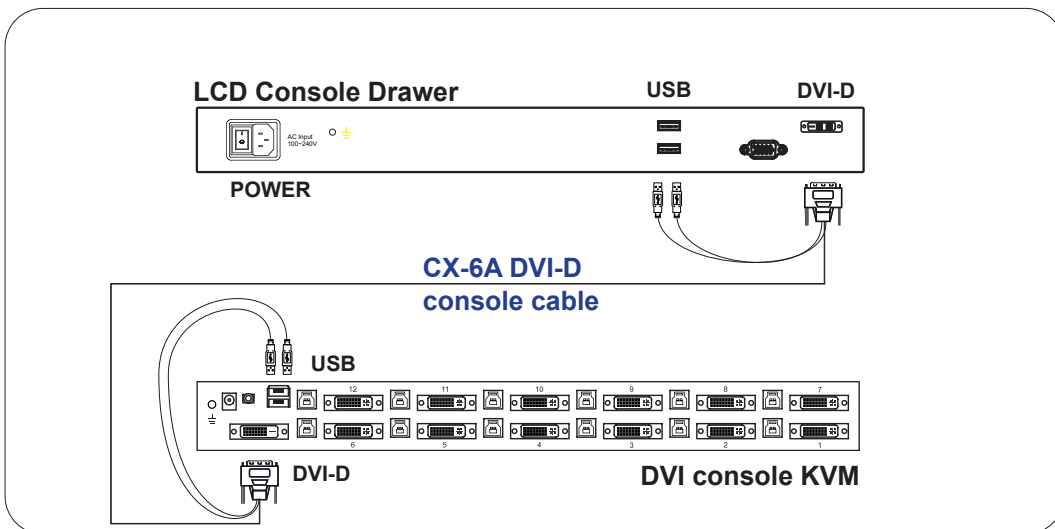 LCD Console Drawer
USB
DVI-D
AC Input
100~240V
POWER
CX-6A DVI-D
console cable
USB
12
11
10
9
8
7
6
5
4
3
2
1
DVI-D
DVI console KVM